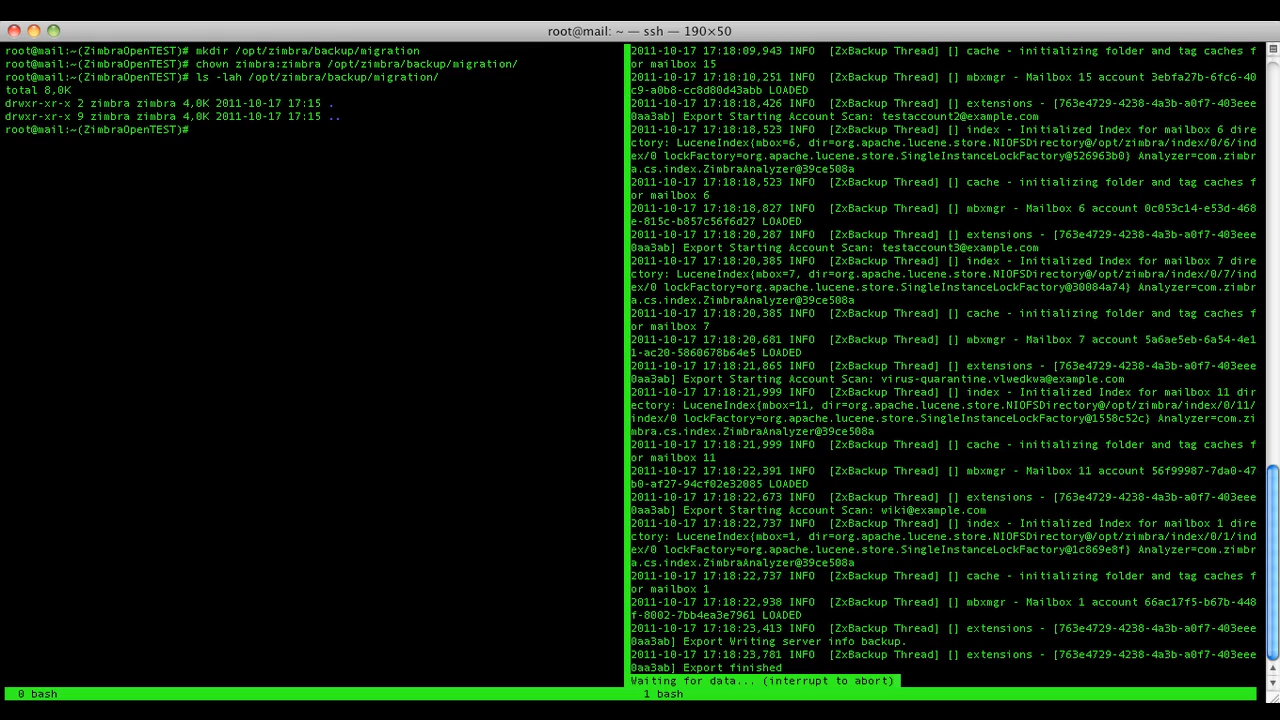 root@mail: ~ — ssh — 190×50
root@mail:~(ZimbraOpenTEST)# mkdir /opt/zimbra/backup/migration
root@mail:~(ZimbraOpenTEST)# chown zimbra:zimbra /opt/zimbra/backup/migration/
root@mail:~(ZimbraOpenTEST)# ls -lah /opt/zimbra/backup/migration/
total 8,0K
drwxr-xr-x 2 zimbra zimbra 4,0K 2011-10-17 17:15 .
drwxr-xr-x 9 zimbra zimbra 4,0K 2011-10-17 17:15 ..
root@mail:~(ZimbraOpenTEST)#
2011-10-17 17:18:09,943 INFO  [ZxBackup Thread] [] cache - initializing folder and tag caches f
or mailbox 15
2011-10-17 17:18:10,251 INFO  [ZxBackup Thread] [] mbxmgr - Mailbox 15 account 3ebfa27b-6fc6-40
c9-a0b8-cc8d80d43abb LOADED
2011-10-17 17:18:18,426 INFO  [ZxBackup Thread] [] extensions - [763e4729-4238-4a3b-a0f7-403eee
0aa3ab] Export Starting Account Scan: testaccount2@example.com
2011-10-17 17:18:18,523 INFO  [ZxBackup Thread] [] index - Initialized Index for mailbox 6 dire
ctory: LuceneIndex{mbox=6, dir=org.apache.lucene.store.NIOFSDirectory@/opt/zimbra/index/0/6/ind
ex/0 lockFactory=org.apache.lucene.store.SingleInstanceLockFactory@526963b0} Analyzer=com.zimbr
a.cs.index.ZimbraAnalyzer@39ce508a
2011-10-17 17:18:18,523 INFO  [ZxBackup Thread] [] cache - initializing folder and tag caches f
or mailbox 6
2011-10-17 17:18:18,827 INFO  [ZxBackup Thread] [] mbxmgr - Mailbox 6 account 0c053c14-e53d-468
e-815c-b857c56f6d27 LOADED
2011-10-17 17:18:20,287 INFO  [ZxBackup Thread] [] extensions - [763e4729-4238-4a3b-a0f7-403eee
0aa3ab] Export Starting Account Scan: testaccount3@example.com
2011-10-17 17:18:20,385 INFO  [ZxBackup Thread] [] index - Initialized Index for mailbox 7 dire
ctory: LuceneIndex{mbox=7, dir=org.apache.lucene.store.NIOFSDirectory@/opt/zimbra/index/0/7/ind
ex/0 lockFactory=org.apache.lucene.store.SingleInstanceLockFactory@30084a74} Analyzer=com.zimbr
a.cs.index.ZimbraAnalyzer@39ce508a
2011-10-17 17:18:20,385 INFO  [ZxBackup Thread] [] cache - initializing folder and tag caches f
or mailbox 7
2011-10-17 17:18:20,681 INFO  [ZxBackup Thread] [] mbxmgr - Mailbox 7 account 5a6ae5eb-6a54-4e1
1-ac20-5860678b64e5 LOADED
2011-10-17 17:18:21,865 INFO  [ZxBackup Thread] [] extensions - [763e4729-4238-4a3b-a0f7-403eee
0aa3ab] Export Starting Account Scan: virus-quarantine.vlwedkwa@example.com
2011-10-17 17:18:21,999 INFO  [ZxBackup Thread] [] index - Initialized Index for mailbox 11 dir
ectory: LuceneIndex{mbox=11, dir=org.apache.lucene.store.NIOFSDirectory@/opt/zimbra/index/0/11/
index/0 lockFactory=org.apache.lucene.store.SingleInstanceLockFactory@1558c52c} Analyzer=com.zi
mbra.cs.index.ZimbraAnalyzer@39ce508a
2011-10-17 17:18:21,999 INFO  [ZxBackup Thread] [] cache - initializing folder and tag caches f
or mailbox 11
2011-10-17 17:18:22,391 INFO  [ZxBackup Thread] [] mbxmgr - Mailbox 11 account 56f99987-7da0-47
b0-af27-94cf02e32085 LOADED
2011-10-17 17:18:22,673 INFO  [ZxBackup Thread] [] extensions - [763e4729-4238-4a3b-a0f7-403eee
0aa3ab] Export Starting Account Scan: wiki@example.com
2011-10-17 17:18:22,737 INFO  [ZxBackup Thread] [] index - Initialized Index for mailbox 1 dire
ctory: LuceneIndex{mbox=1, dir=org.apache.lucene.store.NIOFSDirectory@/opt/zimbra/index/0/1/ind
ex/0 lockFactory=org.apache.lucene.store.SingleInstanceLockFactory@1c869e8f} Analyzer=com.zimbr
a.cs.index.ZimbraAnalyzer@39ce508a
2011-10-17 17:18:22,737 INFO  [ZxBackup Thread] [] cache - initializing folder and tag caches f
or mailbox 1
2011-10-17 17:18:22,938 INFO  [ZxBackup Thread] [] mbxmgr - Mailbox 1 account 66ac17f5-b67b-448
f-8002-7bb4ea3e7961 LOADED
2011-10-17 17:18:23,413 INFO  [ZxBackup Thread] [] extensions - [763e4729-4238-4a3b-a0f7-403eee
0aa3ab] Export Writing server info backup.
2011-10-17 17:18:23,781 INFO  [ZxBackup Thread] [] extensions - [763e4729-4238-4a3b-a0f7-403eee
0aa3ab] Export finished
Waiting for data... (interrupt to abort)
0 bash
1 bash